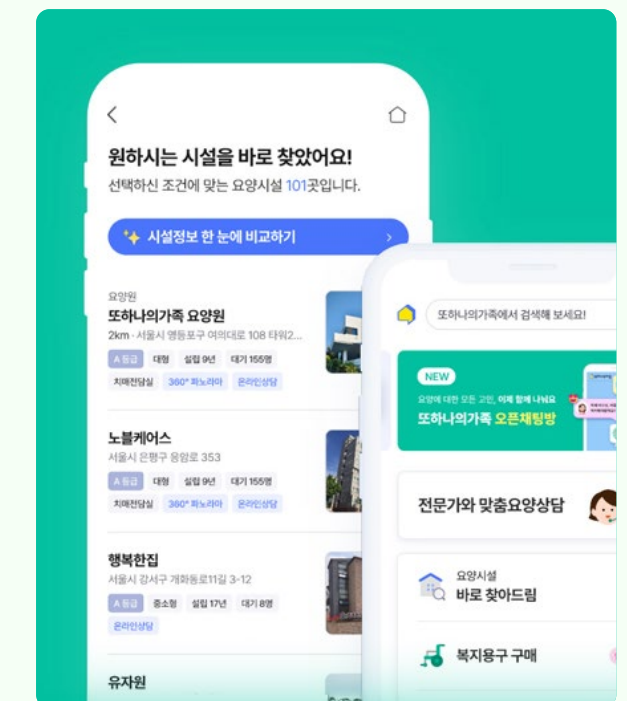 원하시는 시설을 바로 찾았어요!
선택하신 조건에 맞는 요양시설 101곳입니다.
시설정보 한 눈에 비교하기
요양원
또하나의가족 요양원
2km · 서울시 영등포구 여의대로 108 타워2...
A 등급 대형 설립 9년 대기 155명
치매전담실 360° 파노라마 온라인상담
노블케어스
서울시 은평구 응암로 353
A 등급 대형 설립 9년 대기 155명
치매전담실 360° 파노라마 온라인상담
행복한집
서울시 강서구 개화동로11길 3-12
A 등급 중소형 설립 17년 대기 8명
온라인상담
유자원
또하나의가족에서 검색해 보세요!
NEW
요양에 대한 모든 고민, 이제 함께 나눠요
또하나의가족 오픈채팅방
전문가와 맞춤요양상담
요양시설
바로 찾아드림
복지용구 구매